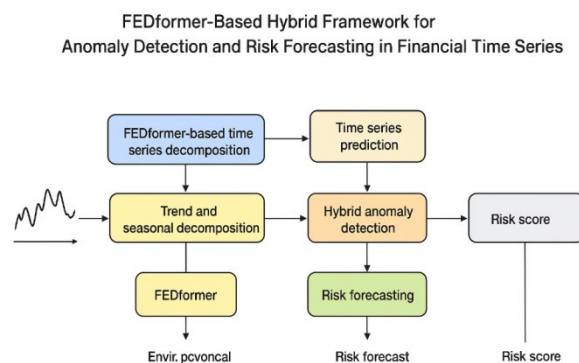 FEDformer-Based Hybrid Framework for
Anomaly Detection and Risk Forecasting in Financial Time Series
FEDformer-based time
series decomposition
Time series
prediction
Trend and
seasonal decomposition
Hybrid anomaly
detection
Risk score
FEDformer
Risk forecasting
Envir. pcvoncal
Risk forecast
Risk score